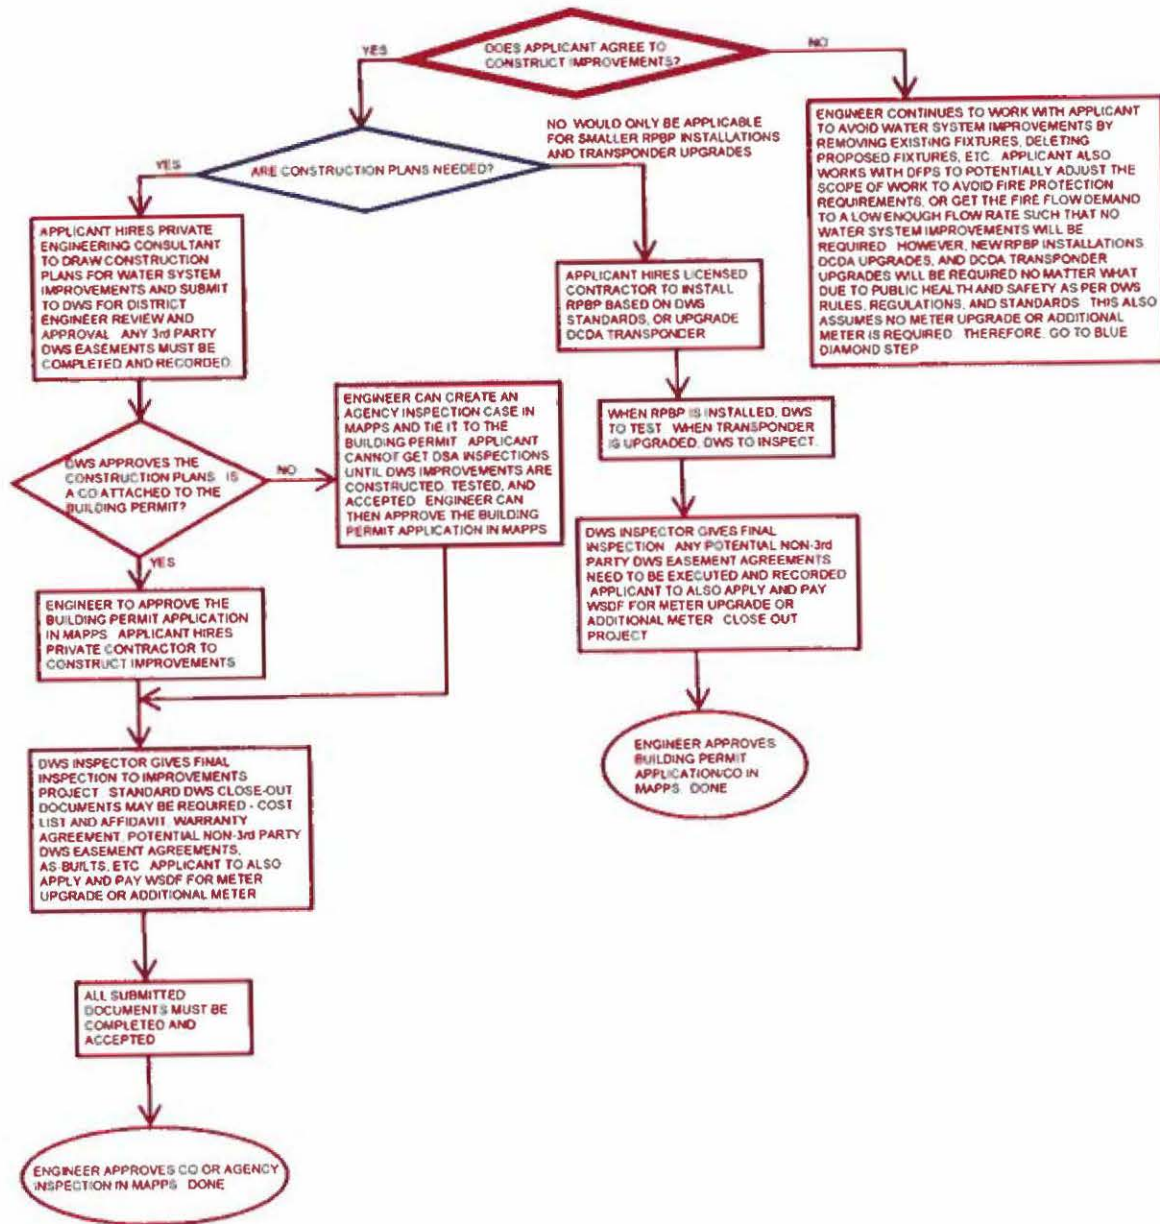 DOES APPLICANT AGREE TO
CONSTRUCT IMPROVEMENTS?
YES
NO
ARE CONSTRUCTION PLANS NEEDED?
YES
NO WOULD ONLY BE APPLICABLE
FOR SMALLER RPBP INSTALLATIONS
AND TRANSPONDER UPGRADES
ENGINEER CONTINUES TO WORK WITH APPLICANT
TO AVOID WATER SYSTEM IMPROVEMENTS BY
REMOVING EXISTING FIXTURES, DELETING
PROPOSED FIXTURES, ETC. APPLICANT ALSO
WORKS WITH DFPS TO POTENTIALLY ADJUST THE
SCOPE OF WORK TO AVOID FIRE PROTECTION
REQUIREMENTS, OR GET THE FIRE FLOW DEMAND
TO A LOW ENOUGH FLOW RATE SUCH THAT NO
WATER SYSTEM IMPROVEMENTS WILL BE
REQUIRED HOWEVER, NEW RPBP INSTALLATIONS
DCDA UPGRADES, AND DCDA TRANSPONDER
UPGRADES WILL BE REQUIRED NO MATTER WHAT
DUE TO PUBLIC HEALTH AND SAFETY AS PER DWS
RULES, REGULATIONS, AND STANDARDS THIS ALSO
ASSUMES NO METER UPGRADE OR ADDITIONAL
METER IS REQUIRED THEREFORE, GO TO BLUE
DIAMOND STEP
APPLICANT HIRES PRIVATE
ENGINEERING CONSULTANT
TO DRAW CONSTRUCTION
PLANS FOR WATER SYSTEM
IMPROVEMENTS AND SUBMIT
TO DWS FOR DISTRICT
ENGINEER REVIEW AND
APPROVAL ANY 3rd PARTY
DWS EASEMENTS MUST BE
COMPLETED AND RECORDED.
APPLICANT HIRES LICENSED
CONTRACTOR TO INSTALL
RPBP BASED ON DWS
STANDARDS, OR UPGRADE
DCDA TRANSPONDER
DWS APPROVES THE
CONSTRUCTION PLANS IS
A CO ATTACHED TO THE
BUILDING PERMIT?
NO
YES
ENGINEER CAN CREATE AN
AGENCY INSPECTION CASE IN
MAPPS AND TIE IT TO THE
BUILDING PERMIT APPLICANT
CANNOT GET DSA INSPECTIONS
UNTIL DWS IMPROVEMENTS ARE
CONSTRUCTED, TESTED, AND
ACCEPTED ENGINEER CAN
THEN APPROVE THE BUILDING
PERMIT APPLICATION IN MAPPS
WHEN RPBP IS INSTALLED, DWS
TO TEST WHEN TRANSPONDER
IS UPGRADED, DWS TO INSPECT.
DWS INSPECTOR GIVES FINAL
INSPECTION ANY POTENTIAL NON-3rd
PARTY DWS EASEMENT AGREEMENTS
NEED TO BE EXECUTED AND RECORDED
APPLICANT TO ALSO APPLY AND PAY
WSDF FOR METER UPGRADE OR
ADDITIONAL METER CLOSE OUT
PROJECT
ENGINEER TO APPROVE THE
BUILDING PERMIT APPLICATION
IN MAPPS APPLICANT HIRES
PRIVATE CONTRACTOR TO
CONSTRUCT IMPROVEMENTS
ENGINEER APPROVES
BUILDING PERMIT
APPLICATION/CO IN
MAPPS DONE
DWS INSPECTOR GIVES FINAL
INSPECTION TO IMPROVEMENTS
PROJECT STANDARD DWS CLOSE-OUT
DOCUMENTS MAY BE REQUIRED - COST
LIST AND AFFIDAVIT, WARRANTY
AGREEMENT, POTENTIAL NON-3rd PARTY
DWS EASEMENT AGREEMENTS,
AS-BUILTS, ETC APPLICANT TO ALSO
APPLY AND PAY WSDF FOR METER
UPGRADE OR ADDITIONAL METER
ALL SUBMITTED
DOCUMENTS MUST BE
COMPLETED AND
ACCEPTED
ENGINEER APPROVES CO OR AGENCY
INSPECTION IN MAPPS DONE